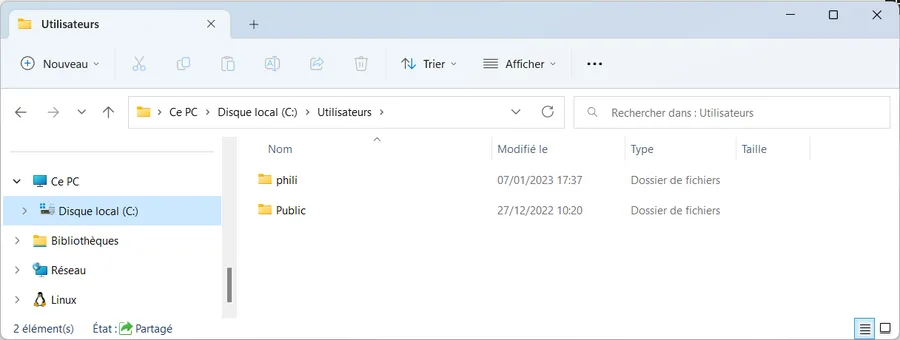 Utilisateurs
Nouveau
Trier
Afficher
Ce PC
Disque local (C:)
Utilisateurs
Rechercher dans : Utilisateurs
Nom
Modifié le
Type
Taille
Ce PC
Disque local (C:)
Bibliothèques
Réseau
Linux
phili 07/01/2023 17:37 Dossier de fichiers
Public 27/12/2022 10:20 Dossier de fichiers
2 élément(s) État : Partagé